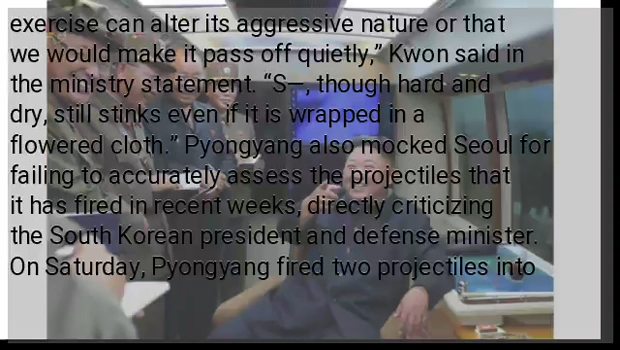 exercise can alter its aggressive nature or that
we would make it pass off quietly,” Kwon said in
the ministry statement. “S—, though hard and
dry, still stinks even if it is wrapped in a
flowered cloth.” Pyongyang also mocked Seoul for
failing to accurately assess the projectiles that
it has fired in recent weeks, directly criticizing
the South Korean president and defense minister.
On Saturday, Pyongyang fired two projectiles into